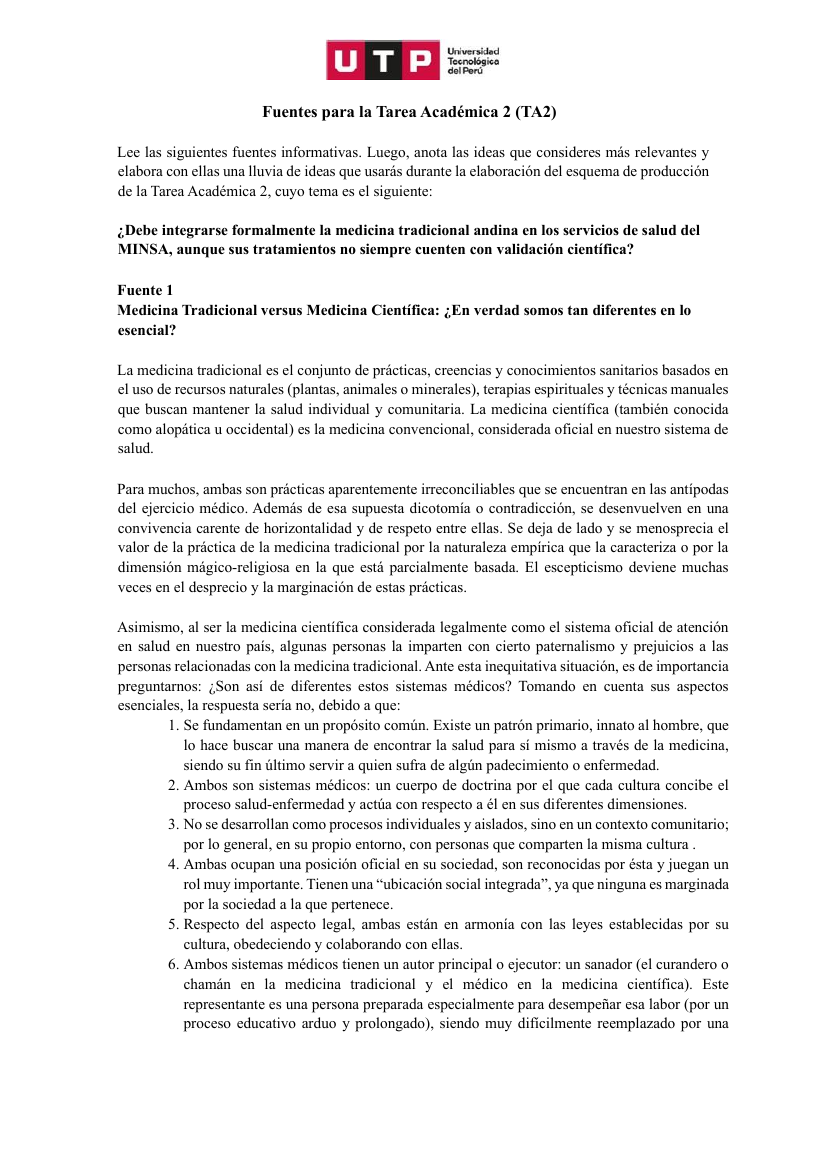 UTP
Universidad
Tecnológica
del Perú
Fuentes para la Tarea Académica 2 (TA2)
Lee las siguientes fuentes informativas. Luego, anota las ideas que consideres más relevantes y
elabora con ellas una lluvia de ideas que usarás durante la elaboración del esquema de producción
de la Tarea Académica 2, cuyo tema es el siguiente:
¿Debe integrarse formalmente la medicina tradicional andina en los servicios de salud del
MINSA, aunque sus tratamientos no siempre cuenten con validación científica?
Fuente 1
Medicina Tradicional versus Medicina Científica: ¿En verdad somos tan diferentes en lo
esencial?
La medicina tradicional es el conjunto de prácticas, creencias y conocimientos sanitarios basados en
el uso de recursos naturales (plantas, animales o minerales), terapias espirituales y técnicas manuales
que buscan mantener la salud individual y comunitaria. La medicina científica (también conocida
como alopática u occidental) es la medicina convencional, considerada oficial en nuestro sistema de
salud.
Para muchos, ambas son prácticas aparentemente irreconciliables que se encuentran en las antípodas
del ejercicio médico. Además de esa supuesta dicotomía o contradicción, se desenvuelven en una
convivencia carente de horizontalidad y de respeto entre ellas. Se deja de lado y se menosprecia el
valor de la práctica de la medicina tradicional por la naturaleza empírica que la caracteriza o por la
dimensión mágico-religiosa en la que está parcialmente basada. El escepticismo deviene muchas
veces en el desprecio y la marginación de estas prácticas.
Asimismo, al ser la medicina científica considerada legalmente como el sistema oficial de atención
en salud en nuestro país, algunas personas la imparten con cierto paternalismo y prejuicios a las
personas relacionadas con la medicina tradicional. Ante esta inequitativa situación, es de importancia
preguntarnos: ¿Son así de diferentes estos sistemas médicos? Tomando en cuenta sus aspectos
esenciales, la respuesta sería no, debido a que:
1. Se fundamentan en un propósito común. Existe un patrón primario, innato al hombre, que
lo hace buscar una manera de encontrar la salud para sí mismo a través de la medicina,
siendo su fin último servir a quien sufra de algún padecimiento o enfermedad.
2. Ambos son sistemas médicos: un cuerpo de doctrina por el que cada cultura concibe el
proceso salud-enfermedad y actúa con respecto a él en sus diferentes dimensiones.
3. No se desarrollan como procesos individuales y aislados, sino en un contexto comunitario;
por lo general, en su propio entorno, con personas que comparten la misma cultura .
4. Ambas ocupan una posición oficial en su sociedad, son reconocidas por ésta y juegan un
rol muy importante. Tienen una “ubicación social integrada”, ya que ninguna es marginada
por la sociedad a la que pertenece.
5. Respecto del aspecto legal, ambas están en armonía con las leyes establecidas por su
cultura, obedeciendo y colaborando con ellas.
6. Ambos sistemas médicos tienen un autor principal o ejecutor: un sanador (el curandero o
chamán en la medicina tradicional y el médico en la medicina científica). Este
representante es una persona preparada especialmente para desempeñar esa labor (por un
proceso educativo arduo y prolongado), siendo muy difícilmente reemplazado por una